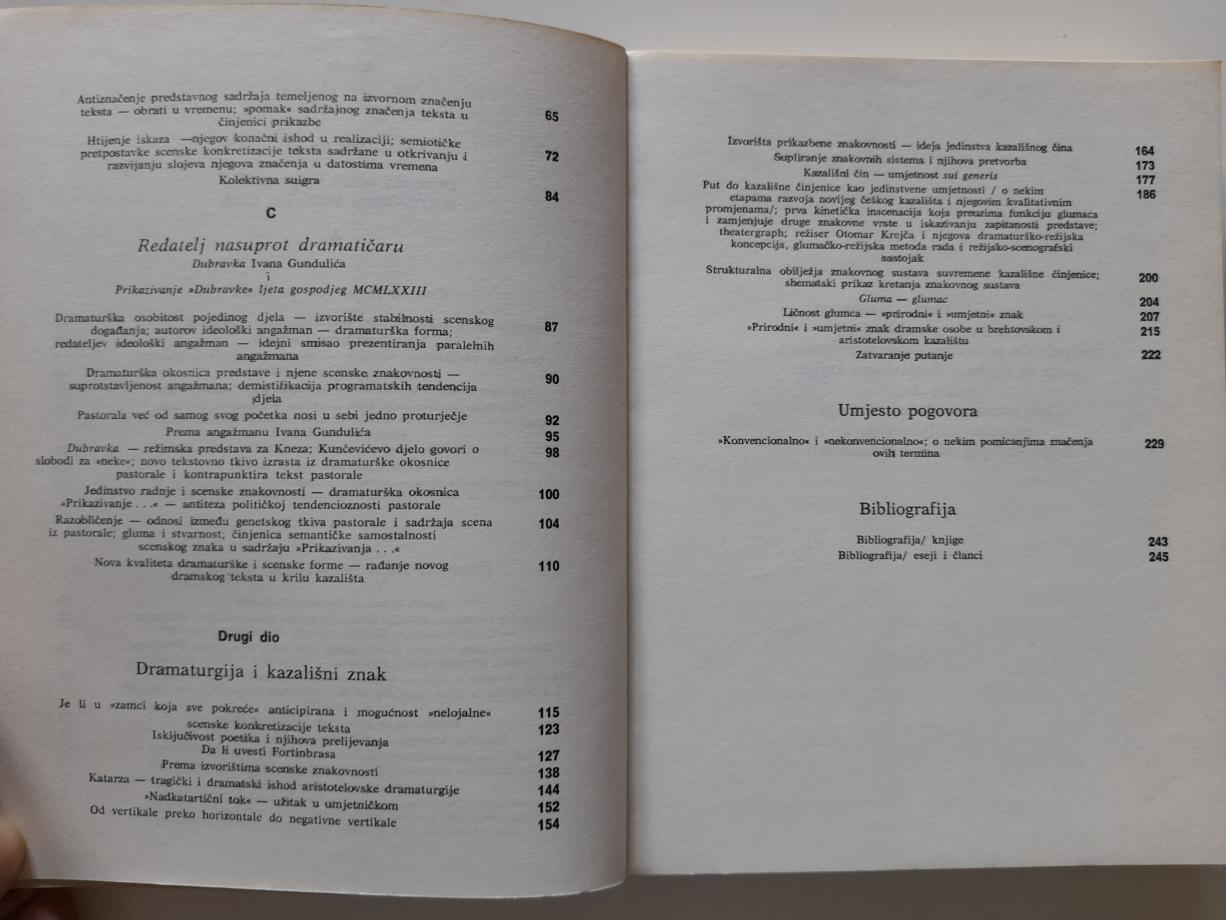 Antiznačenje predstavnog sadržaja temeljenog na izvornom značenju
teksta — obrati u vremenu; »pomak« sadržajnog značenja teksta u 65
činjenici prikazbe
Htijenje iskaza —njegov konačni ishod u realizaciji; semiotičke
pretpostavke scenske konkretizacije teksta sadržane u otkrivanju i 72
razvijanju slojeva njegova značenja u datostima vremena
Kolektivna suigra 84
C
Redatelj nasuprot dramatičaru
Dubravka Ivana Gundulića
i
Prikazivanje »Dubravke« ljeta gospodjeg MCMLXXIII
Dramaturška osobitost pojedinog djela — izvorište stabilnosti scenskog
događanja; autorov ideološki angažman — dramaturška forma; 87
redateljev ideološki angažman — idejni smisao prezentiranja paralelnih
angažmana
Dramaturška okosnica predstave i njene scenske znakovnosti — 90
suprotstavljenost angažmana; demistifikacija programatskih tendencija
djela
Pastorala već od samog svog početka nosi u sebi jedno proturječje 92
Prema angažmanu Ivana Gundulića 95
Dubravka — režimska predstava za Kneza; Kunčevićevo djelo govori o 98
slobodi za »neke«; novo tekstovno tkivo izrasta iz dramaturške okosnice
pastorale i kontrapunktira tekst pastorale
Jedinstvo radnje i scenske znakovnosti — dramaturška okosnica 100
»Prikazivanje . . .« — antiteza političkoj tendencioznosti pastorale
Razobličenje — odnosi između genetskog tkiva pastorale i sadržaja scena 104
iz pastorale; gluma i stvarnost; činjenica semantičke samostalnosti
scenskog znaka u sadržaju »Prikazivanja . . .«
Nova kvaliteta dramaturške i scenske forme — rađanje novog 110
dramskog teksta u krilu kazališta
Drugi dio
Dramaturgija i kazališni znak
Je li u »zamci koja sve pokreće« anticipirana i mogućnost »nelojalne« 115
scenske konkretizacije teksta
Isključivost poetika i njihova prelijevanja 123
Da li uvesti Fortinbrasa 127
Prema izvorištima scenske znakovnosti 138
Katarza — tragički i dramatski ishod aristotelovske dramaturgije 144
»Nadkatartični tok« — užitak u umjetničkom 152
Od vertikale preko horizontale do negativne vertikale 154
Izvorišta prikazbene znakovnosti — ideja jedinstva kazališnog čina 164
Supliranje znakovnih sistema i njihova pretvorba 173
Kazališni čin — umjetnost sui generis 177
Put do kazališne činjenice kao jedinstvene umjetnosti / o nekim 186
etapama razvoja novijeg češkog kazališta i njegovim kvalitativnim
promjenama/; prva kinetička inscenacija koja preuzima funkciju glumaca
i zamjenjuje druge znakovne vrste u iskazivanju zapitanosti predstave;
theatergraph; režiser Otomar Krejča i njegova dramaturško-režijska
koncepcija, glumačko-režijska metoda rada i režijsko-scenografski
sastojak
Strukturalna obilježja znakovnog sustava suvremene kazališne činjenice; 200
shematski prikaz kretanja znakovnog sustava
Gluma — glumac 204
Ličnost glumca — »prirodni« i »umjetni« znak 207
»Prirodni« i »umjetni« znak dramske osobe u brehtovskom i 215
aristotelovskom kazalištu
Zatvaranje putanje 222
Umjesto pogovora
»Konvencionalno« i »nekonvencionalno«; o nekim pomicanjima značenja 229
ovih termina
Bibliografija
Bibliografija/ knjige 243
Bibliografija/ eseji i članci 245